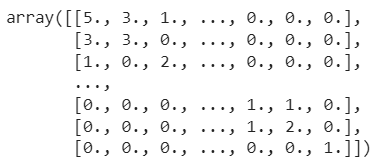 array([[5., 3., 1., ..., 0., 0., 0.],
       [3., 3., 0., ..., 0., 0., 0.],
       [1., 0., 2., ..., 0., 0., 0.],
       ...,
       [0., 0., 0., ..., 1., 1., 0.],
       [0., 0., 0., ..., 1., 2., 0.],
       [0., 0., 0., ..., 0., 0., 1.]])